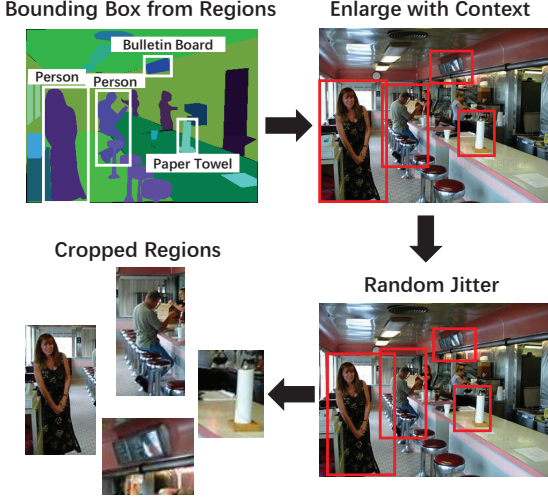 Bounding Box from Regions
Enlarge with Context
Bulletin Board
Person
Person
Paper Towel
Cropped Regions
Random Jitter